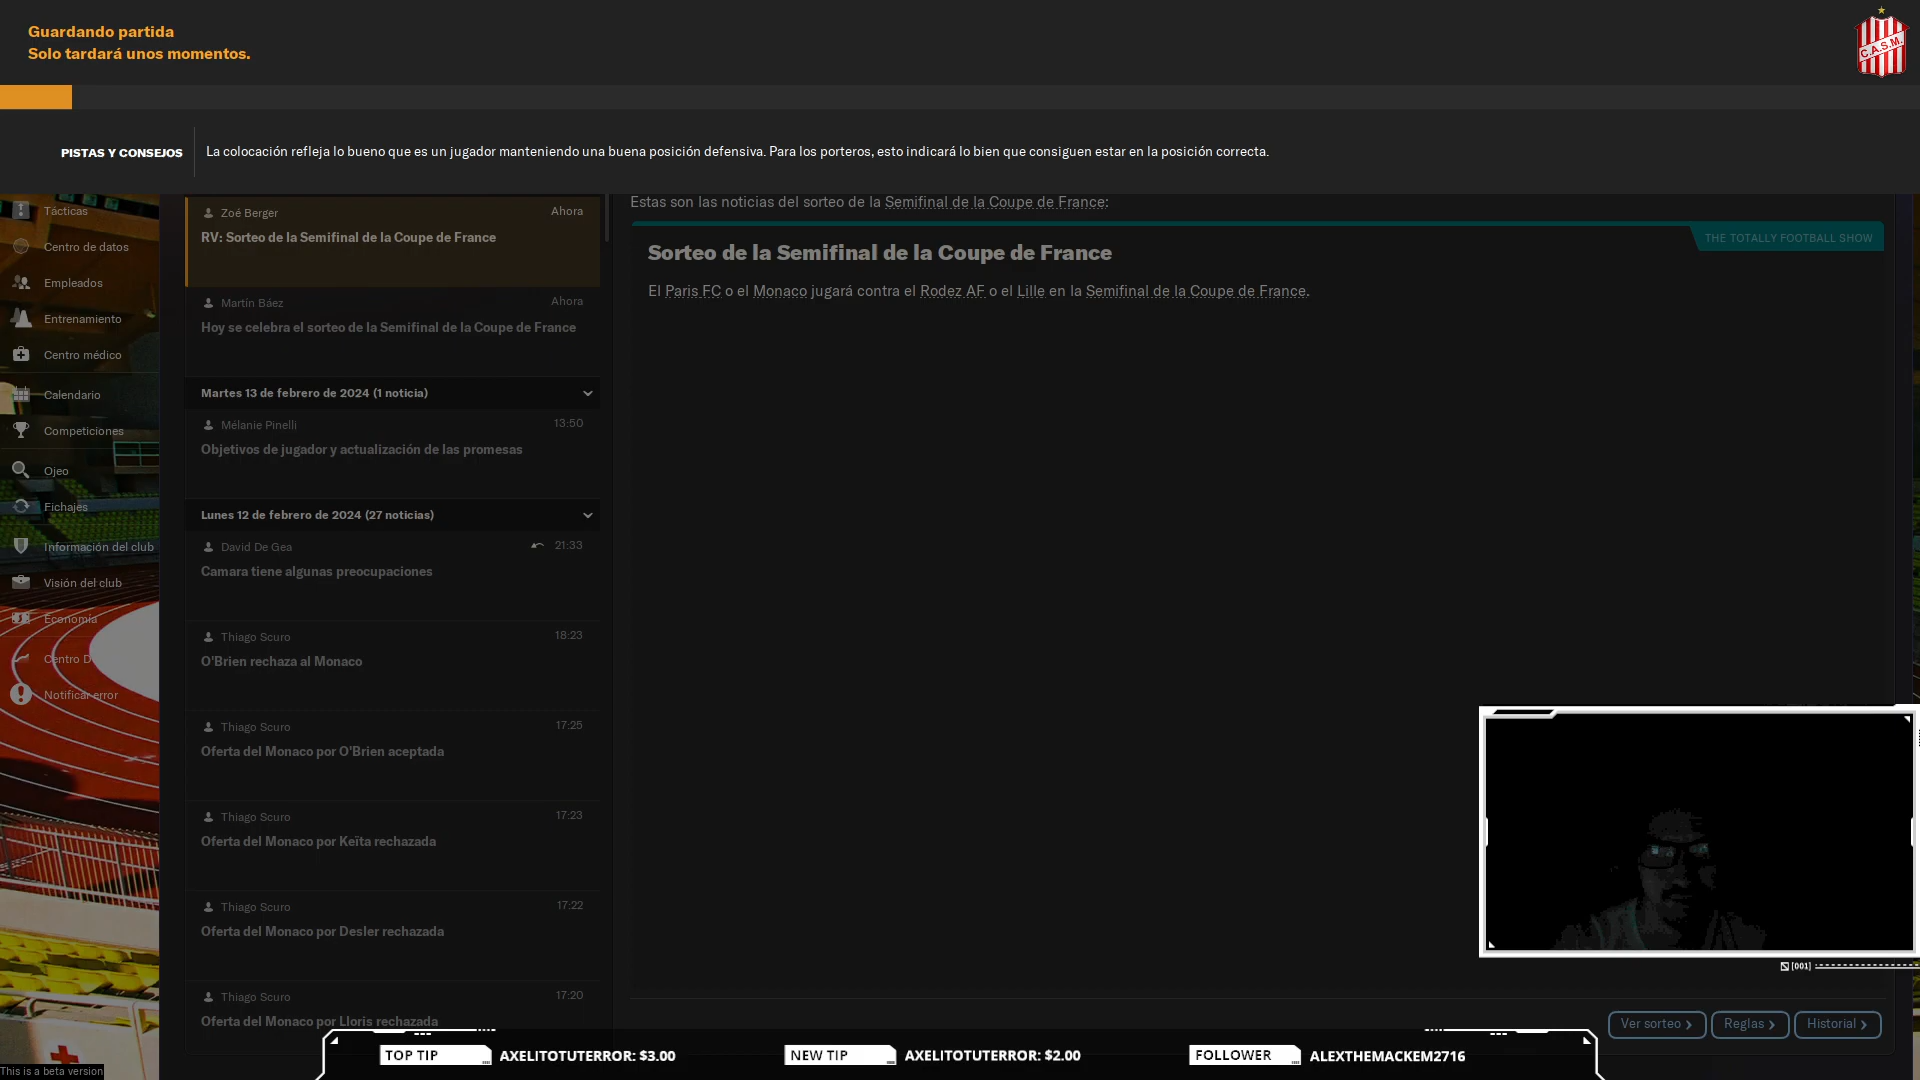 Guardando partida
Solo tardará unos momentos.
C.A.S.M.
PISTAS Y CONSEJOS
La colocación refleja lo bueno que es un jugador manteniendo una buena posición defensiva. Para los porteros, esto indicará lo bien que consiguen estar en la posición correcta.
Tácticas
Centro de datos
Empleados
Entrenamiento
Centro médico
Calendario
Competiciones
Ojeo
Fichajes
Información del club
Visión del club
Economía
Centro D
Notificar error
Zoé Berger
Ahora
RV: Sorteo de la Semifinal de la Coupe de France
Martín Báez
Ahora
Hoy se celebra el sorteo de la Semifinal de la Coupe de France
Martes 13 de febrero de 2024 (1 noticia)
Mélanie Pinelli
13:50
Objetivos de jugador y actualización de las promesas
Lunes 12 de febrero de 2024 (27 noticias)
David De Gea
21:33
Camara tiene algunas preocupaciones
Thiago Scuro
18:23
O'Brien rechaza al Monaco
Thiago Scuro
17:25
Oferta del Monaco por O'Brien aceptada
Thiago Scuro
17:23
Oferta del Monaco por Keïta rechazada
Thiago Scuro
17:22
Oferta del Monaco por Desler rechazada
Thiago Scuro
17:20
Oferta del Monaco por Lloris rechazada
Estas son las noticias del sorteo de la Semifinal de la Coupe de France:
THE TOTALLY FOOTBALL SHOW
Sorteo de la Semifinal de la Coupe de France
El Paris FC o el Monaco jugará contra el Rodez AF o el Lille en la Semifinal de la Coupe de France.
[001]
Ver sorteo
Reglas
Historial
TOP TIP
AXELITOTUTERROR: $3.00
NEW TIP
AXELITOTUTERROR: $2.00
FOLLOWER
ALEXTHEMACKEM2716
This is a beta version